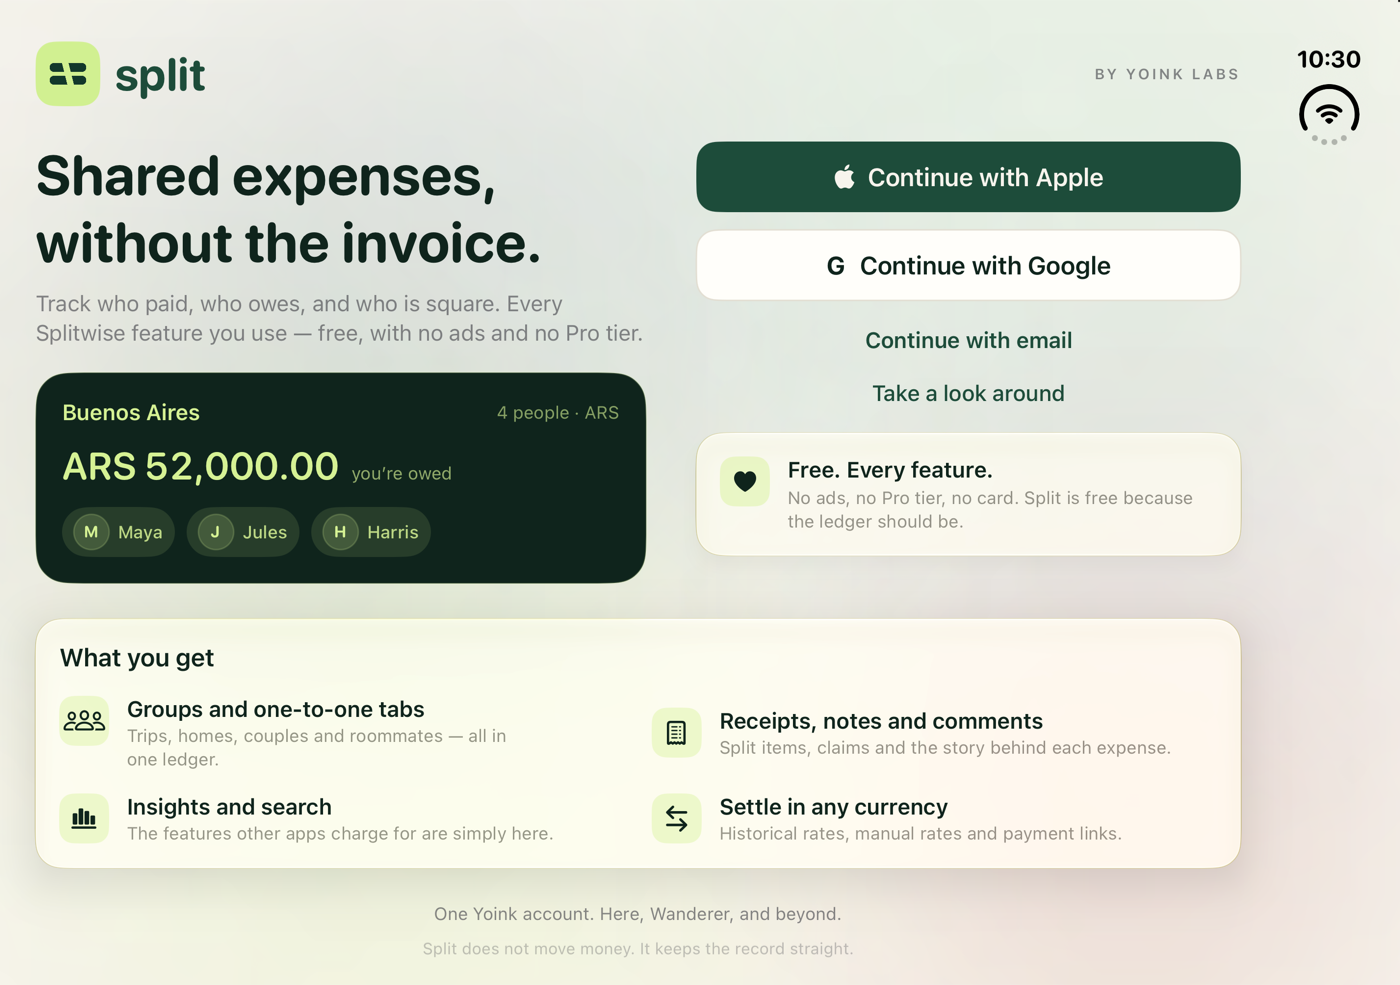 split
BY YOINK LABS
10:30
Shared expenses,
without the invoice.
Track who paid, who owes, and who is square. Every
Splitwise feature you use — free, with no ads and no Pro tier.
Buenos Aires
4 people · ARS
ARS 52,000.00 you’re owed
M Maya
J Jules
H Harris
Continue with Apple
G Continue with Google
Continue with email
Take a look around
Free. Every feature.
No ads, no Pro tier, no card. Split is free because
the ledger should be.
What you get
Groups and one-to-one tabs
Trips, homes, couples and roommates — all in
one ledger.
Receipts, notes and comments
Split items, claims and the story behind each expense.
Insights and search
The features other apps charge for are simply here.
Settle in any currency
Historical rates, manual rates and payment links.
One Yoink account. Here, Wanderer, and beyond.
Split does not move money. It keeps the record straight.